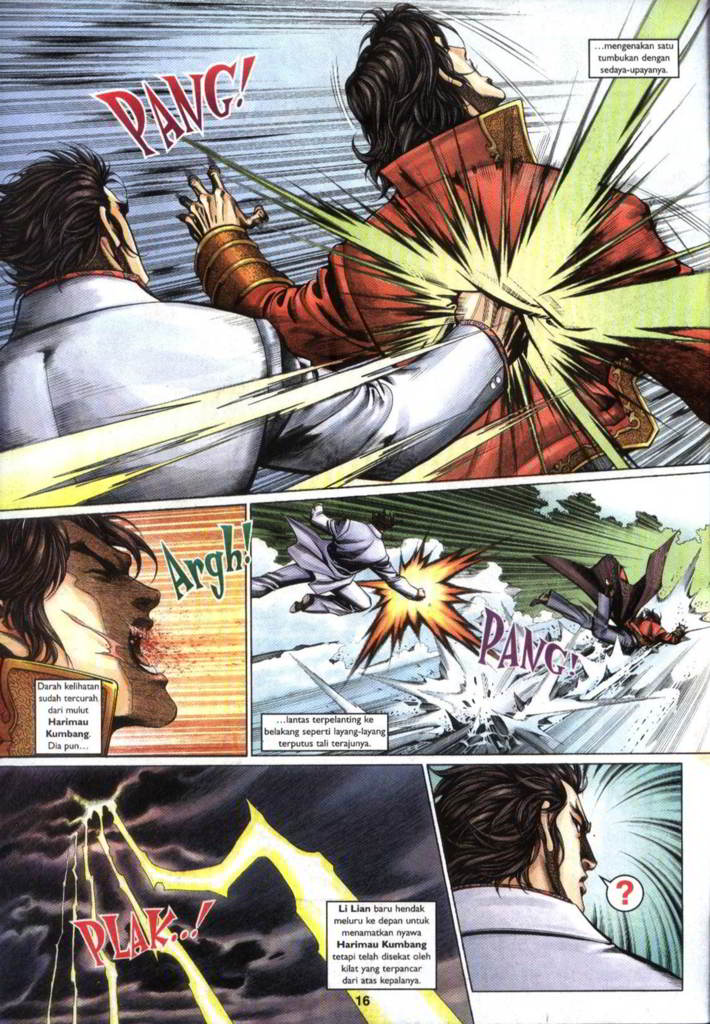 ...mengenakan satu
tumbukan dengan
sedaya-upayanya.
PANG!
Argh!
Darah kelihatan
sudah tercurah
dari mulut
Harimau
Kumbang.
Dia pun...
PANG!
...lantas terpelanting ke
belakang seperti layang-layang
terputus tali terajunya.
PLAK...!
Li Lian baru hendak
meluru ke depan untuk
menamatkan nyawa
Harimau Kumbang
tetapi telah disekat oleh
kilat yang terpancar
dari atas kepalanya.
?
16